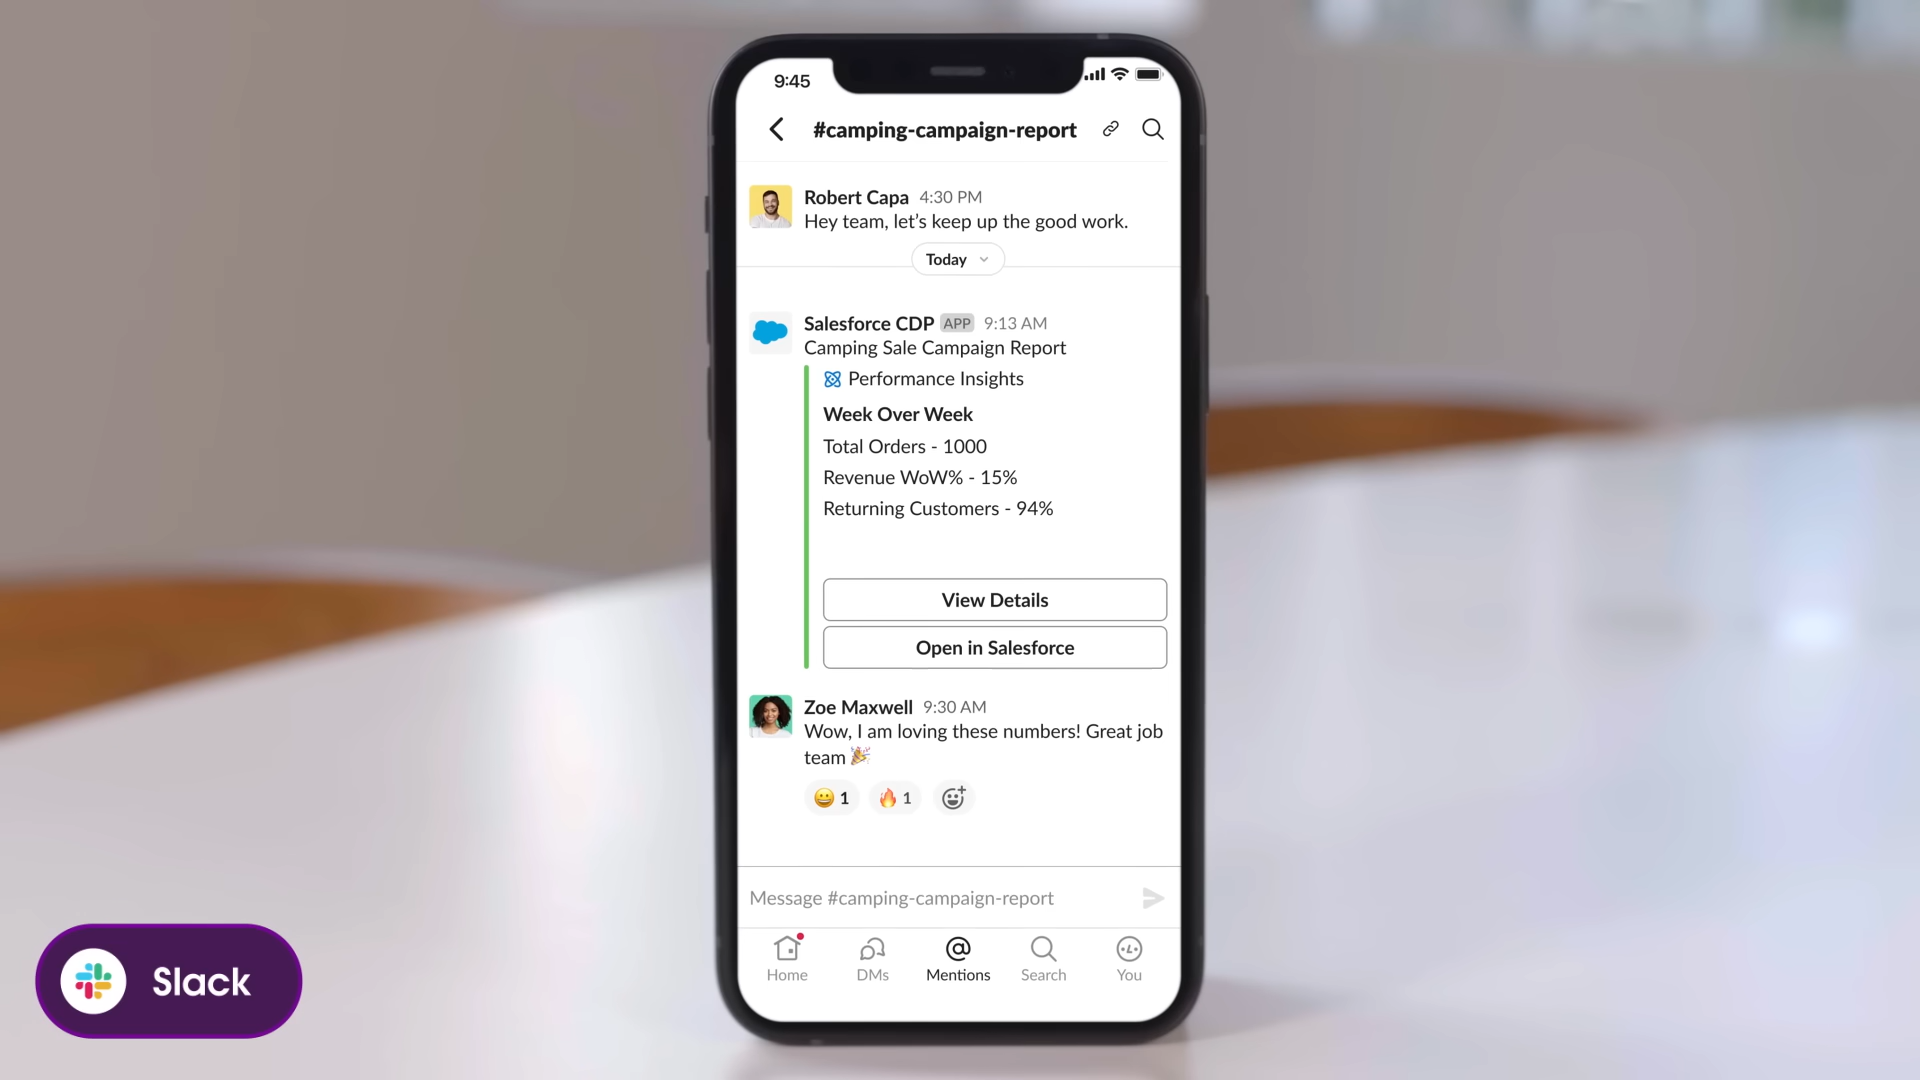 9:45
#camping-campaign-report
Robert Capa 4:30 PM
Hey team, let’s keep up the good work.
Today
Salesforce CDP APP 9:13 AM
Camping Sale Campaign Report
Performance Insights
Week Over Week
Total Orders - 1000
Revenue WoW% - 15%
Returning Customers - 94%
View Details
Open in Salesforce
Zoe Maxwell 9:30 AM
Wow, I am loving these numbers! Great job
team 🎉
😀 1 🔥 1
Message #camping-campaign-report
Home DMs Mentions Search You
Slack